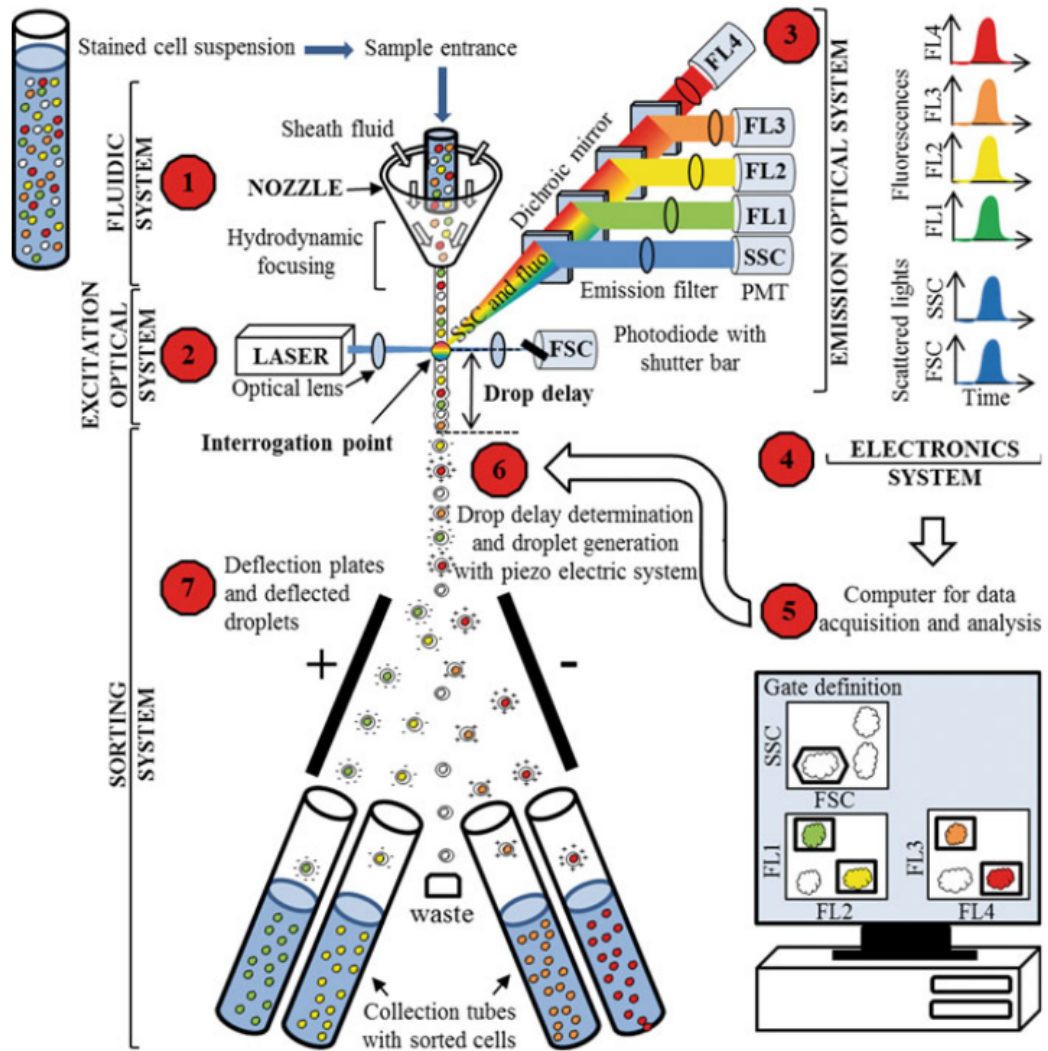 Stained cell suspension
Sample entrance
Sheath fluid
NOZZLE
Hydrodynamic
focusing
FLUIDIC
SYSTEM
1
EXCITATION
OPTICAL
SYSTEM
2
LASER
Optical lens
Interrogation point
SSC and fluo
Dichroic mirror
FL4
FL3
FL2
FL1
SSC
Emission filter
PMT
FSC
Photodiode with
shutter bar
Drop delay
3
EMISSION OPTICAL SYSTEM
Fluorescences
FL4
FL3
FL2
FL1
Scattered lights
SSC
FSC
Time
4
ELECTRONICS
SYSTEM
5
Computer for data
acquisition and analysis
6
Drop delay determination
and droplet generation
with piezo electric system
SORTING
SYSTEM
7
Deflection plates
and deflected
droplets
+
-
waste
Collection tubes
with sorted cells
Gate definition
SSC
FSC
FL1
FL2
FL3
FL4